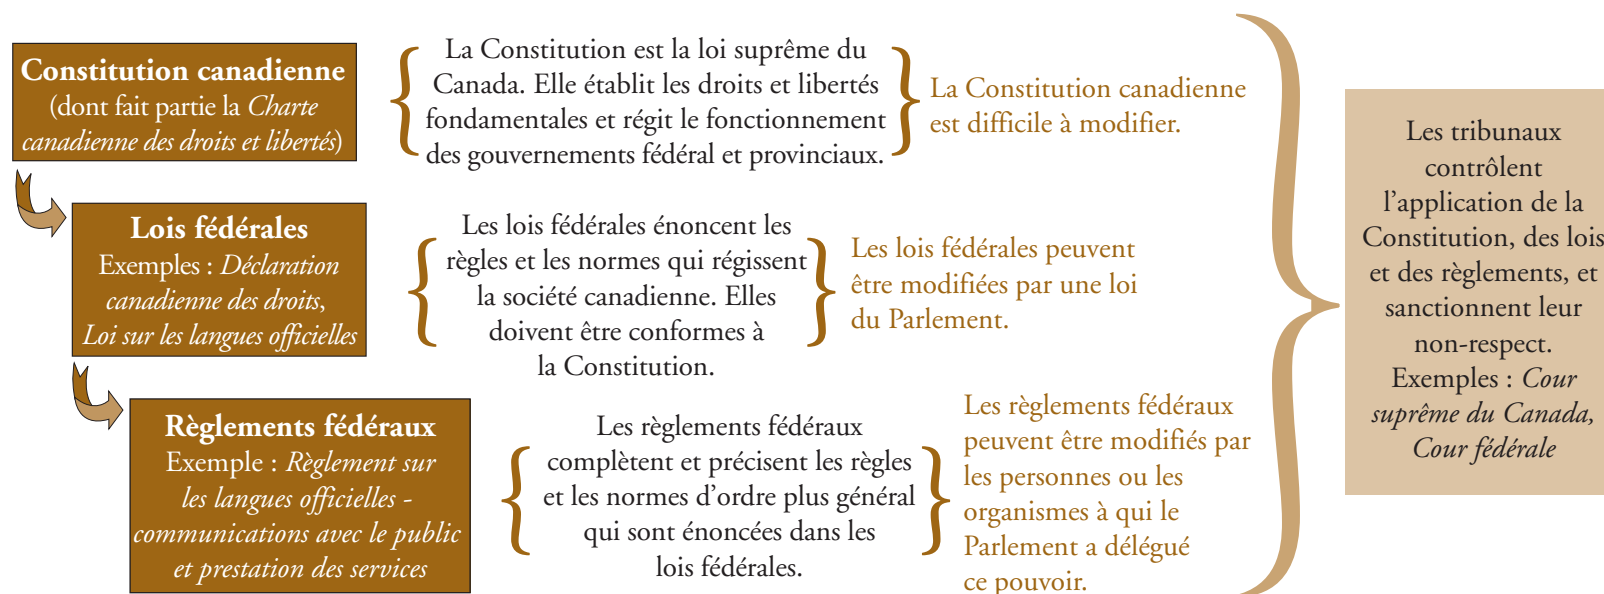 Constitution canadienne
(dont fait partie la Charte
canadienne des droits et libertés)
La Constitution est la loi suprême du
Canada. Elle établit les droits et libertés
fondamentales et régit le fonctionnement
des gouvernements fédéral et provinciaux.
La Constitution canadienne
est difficile à modifier.
Lois fédérales
Exemples : Déclaration
canadienne des droits,
Loi sur les langues officielles
Les lois fédérales énoncent les
règles et les normes qui régissent
la société canadienne. Elles
doivent être conformes à
la Constitution.
Les lois fédérales peuvent
être modifiées par une loi
du Parlement.
Règlements fédéraux
Exemple : Règlement sur
les langues officielles -
communications avec le public
et prestation des services
Les règlements fédéraux
complètent et précisent les règles
et les normes d’ordre plus général
qui sont énoncées dans les
lois fédérales.
Les règlements fédéraux
peuvent être modifiés par
les personnes ou les
organismes à qui le
Parlement a délégué
ce pouvoir.
Les tribunaux
contrôlent
l’application de la
Constitution, des lois
et des règlements, et
sanctionnent leur
non-respect.
Exemples : Cour
suprême du Canada,
Cour fédérale